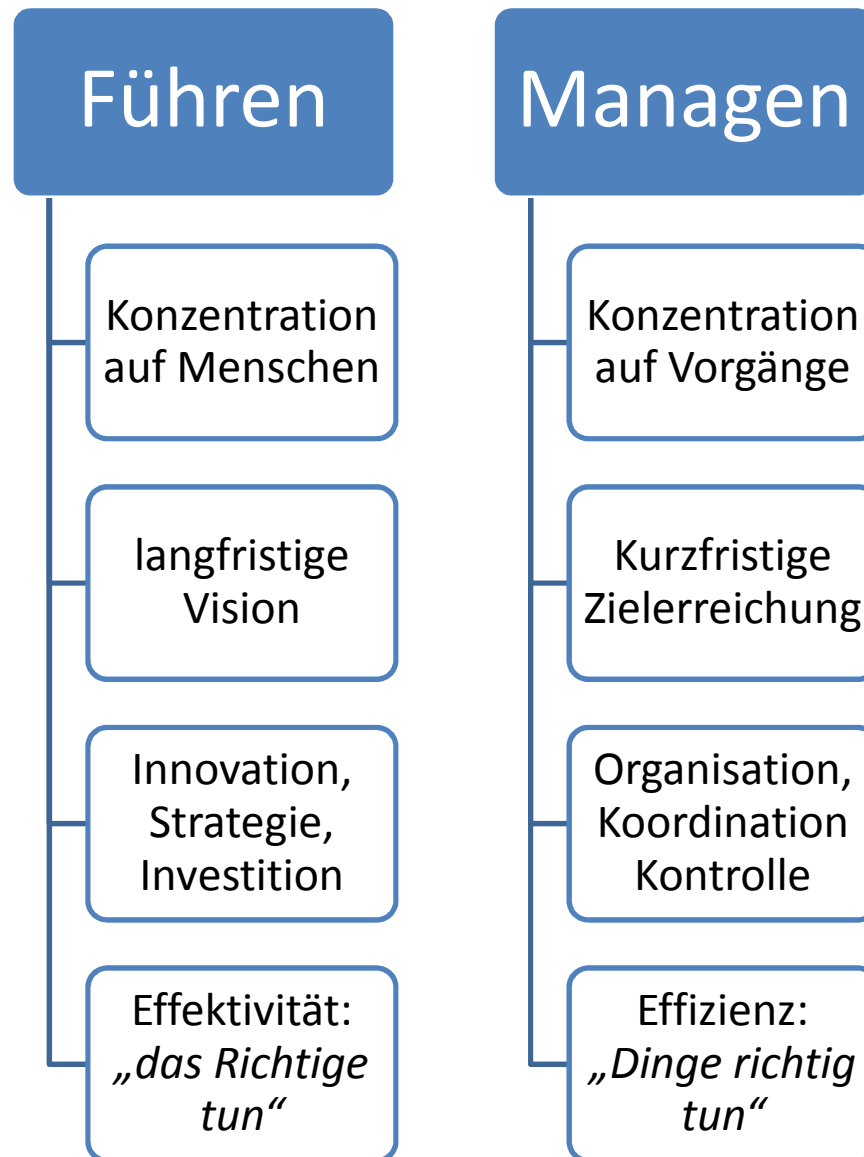 Führen
Konzentration
auf Menschen
langfristige
Vision
Innovation,
Strategie,
Investition
Effektivität:
„das Richtige
tun“
Managen
Konzentration
auf Vorgänge
Kurzfristige
Zielerreichung
Organisation,
Koordination
Kontrolle
Effizienz:
„Dinge richtig
tun“